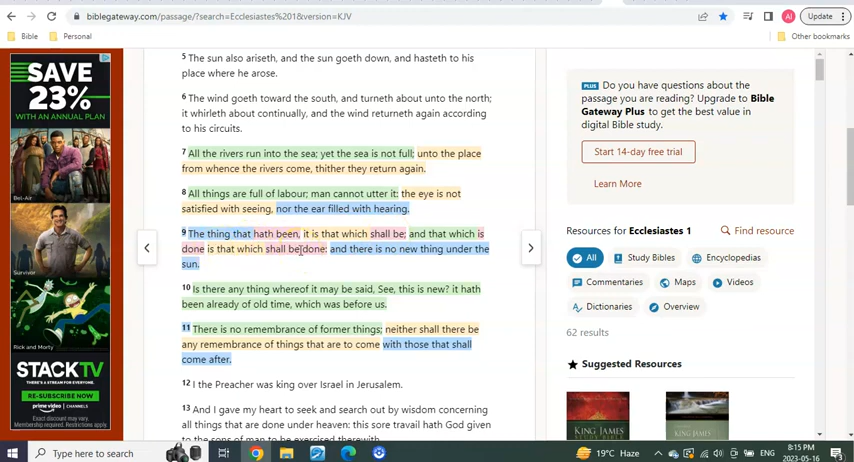 biblegateway.com/passage/?search=Ecclesiastes%201&version=KJV
AI
Update
Bible
Personal
Other bookmarks
SAVE
23%
WITH AN ANNUAL PLAN
Bel-Air
Survivor
Rick and Morty
STACKTV
RE-SUBSCRIBE NOW
prime video | CHANNELS
5 The sun also ariseth, and the sun goeth down, and hasteth to his
place where he arose.
6 The wind goeth toward the south, and turneth about unto the north;
it whirleth about continually, and the wind returneth again according
to his circuits.
7 All the rivers run into the sea; yet the sea is not full; unto the place
from whence the rivers come, thither they return again.
8 All things are full of labour; man cannot utter it: the eye is not
satisfied with seeing, nor the ear filled with hearing.
9 The thing that hath been, it is that which shall be; and that which is
done is that which shall be done: and there is no new thing under the
sun.
10 Is there any thing whereof it may be said, See, this is new? it hath
been already of old time, which was before us.
11 There is no remembrance of former things; neither shall there be
any remembrance of things that are to come with those that shall
come after.
12 I the Preacher was king over Israel in Jerusalem.
13 And I gave my heart to seek and search out by wisdom concerning
all things that are done under heaven: this sore travail hath God given
to the sons of man to be exercised therewith.
PLUS Do you have questions about the
passage you are reading? Upgrade to Bible
Gateway Plus to get the best value in
digital Bible study.
Start 14-day free trial
Learn More
Resources for Ecclesiastes 1
Find resource
All
Study Bibles
Encyclopedias
Commentaries
Maps
Videos
Dictionaries
Overview
62 results
Suggested Resources
KING JAMES
KING JAMES
Type here to search
19°C Haze
ENG
8:15 PM
2023-05-16
3